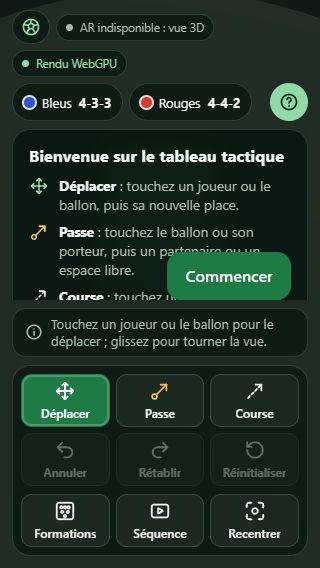 AR indisponible : vue 3D
Rendu WebGPU
Bleus 4-3-3
Rouges 4-4-2
Bienvenue sur le tableau tactique
Déplacer : touchez un joueur ou le
ballon, puis sa nouvelle place.
Passe : touchez le ballon ou son
porteur, puis un partenaire ou un
espace libre.
Course : touchez
Commencer
Touchez un joueur ou le ballon pour le
déplacer ; glissez pour tourner la vue.
Déplacer
Passe
Course
Annuler
Rétablir
Réinitialiser
Formations
Séquence
Recentrer